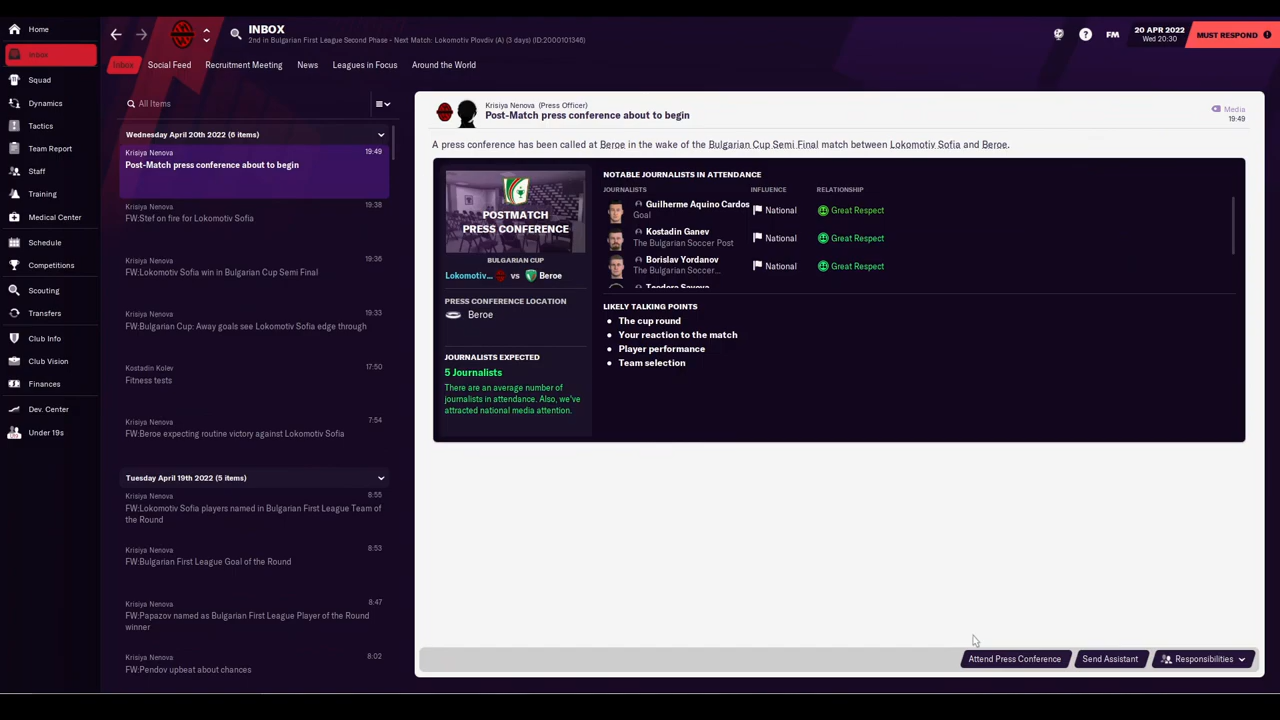 Home
Inbox
Squad
Dynamics
Tactics
Team Report
Staff
Training
Medical Center
Schedule
Competitions
Scouting
Transfers
Club Info
Club Vision
Finances
Dev. Center
Under 19s
INBOX
2nd in Bulgarian First League Second Phase - Next Match: Lokomotiv Plovdiv (A) (3 days) (ID:2000101346)
FM
20 APR 2022
Wed 20:30
MUST RESPOND
Inbox
Social Feed
Recruitment Meeting
News
Leagues in Focus
Around the World
All Items
Wednesday April 20th 2022 (6 items)
Krisiya Nenova 19:49
Post-Match press conference about to begin
Krisiya Nenova 19:38
FW:Stef on fire for Lokomotiv Sofia
Krisiya Nenova 19:36
FW:Lokomotiv Sofia win in Bulgarian Cup Semi Final
Krisiya Nenova 19:33
FW:Bulgarian Cup: Away goals see Lokomotiv Sofia edge through
Kostadin Kolev 17:50
Fitness tests
Krisiya Nenova 7:54
FW:Beroe expecting routine victory against Lokomotiv Sofia
Tuesday April 19th 2022 (5 items)
Krisiya Nenova 8:55
FW:Lokomotiv Sofia players named in Bulgarian First League Team of
the Round
Krisiya Nenova 8:53
FW:Bulgarian First League Goal of the Round
Krisiya Nenova 8:47
FW:Papazov named as Bulgarian First League Player of the Round
winner
Krisiya Nenova 8:02
FW:Pendov upbeat about chances
Krisiya Nenova (Press Officer)
Post-Match press conference about to begin
Media
19:49
A press conference has been called at Beroe in the wake of the Bulgarian Cup Semi Final match between Lokomotiv Sofia and Beroe.
POSTMATCH
PRESS CONFERENCE
BULGARIAN CUP
Lokomotiv... vs Beroe
PRESS CONFERENCE LOCATION
Beroe
JOURNALISTS EXPECTED
5 Journalists
There are an average number of
journalists in attendance. Also, we've
attracted national media attention.
NOTABLE JOURNALISTS IN ATTENDANCE
JOURNALISTS INFLUENCE RELATIONSHIP
Guilherme Aquino Cardos
Goal
National
Great Respect
Kostadin Ganev
The Bulgarian Soccer Post
National
Great Respect
Borislav Yordanov
The Bulgarian Soccer...
National
Great Respect
LIKELY TALKING POINTS
The cup round
Your reaction to the match
Player performance
Team selection
Attend Press Conference
Send Assistant
Responsibilities